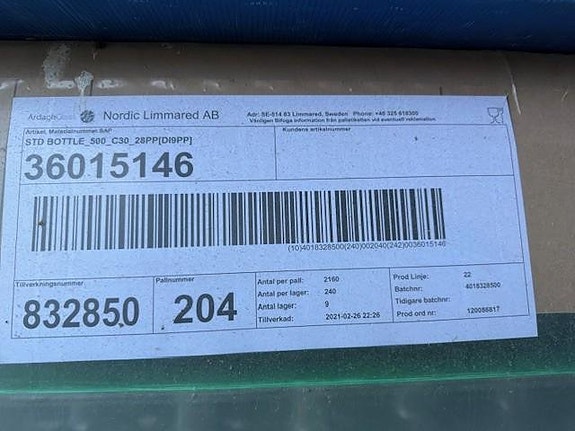 ArdaghGlass Nordic Limmared AB
Adr: SE-514 83 Limmared, Sweden Phone: +46 325 618300
Vänligen Bifoga information från palletiketten vid eventuell reklamation
Artikel, Materialnummer SAP
STD BOTTLE_500_C30_28PP[DI9PP]
36015146
Kundens artikelnummer
(10)4018328500(240)002040(242)0036015146
Tillverkningsnummer
832850
Pallnummer
204
Antal per pall: 2160
Antal per lager: 240
Antal lager: 9
Tillverkad: 2021-02-26 22:26
Prod Linje: 22
Batchnr: 4018328500
Tidigare batchnr:
Prod ord nr: 120086817